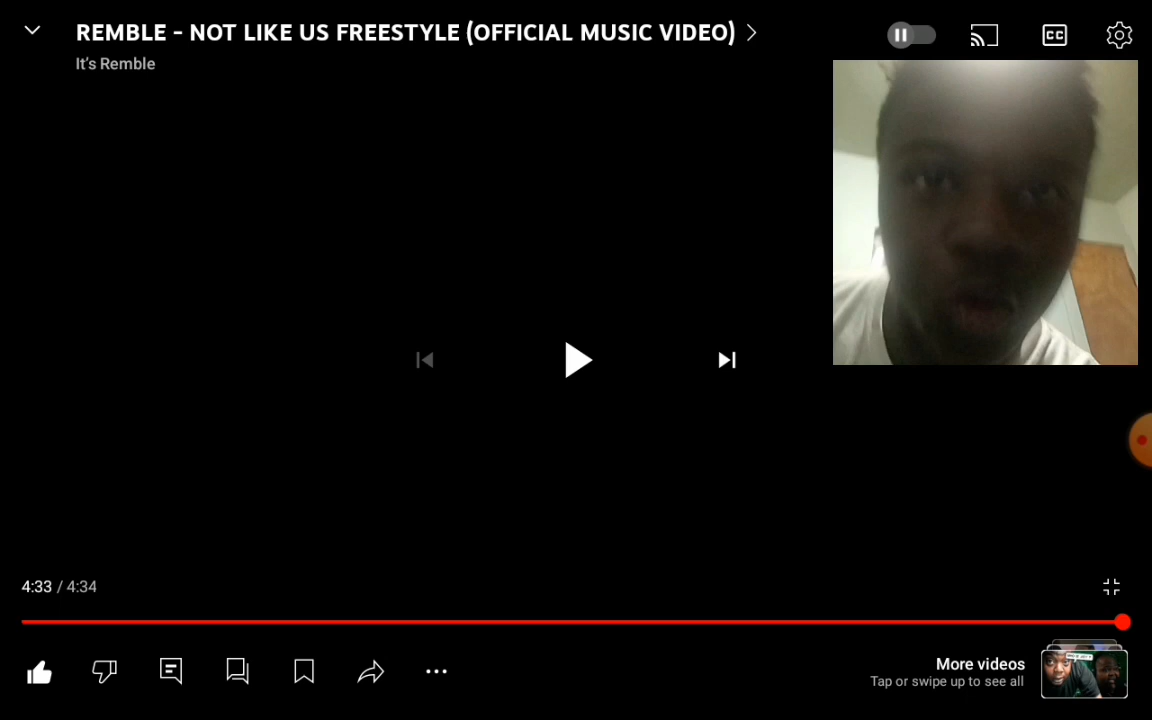 REMBLE - NOT LIKE US FREESTYLE (OFFICIAL MUSIC VIDEO)
It's Remble
CC
4:33 / 4:34
More videos
Tap or swipe up to see all